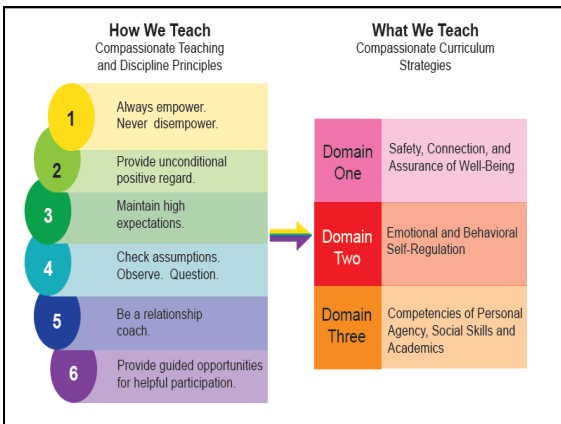 How We Teach
Compassionate Teaching
and Discipline Principles
1
Always empower.
Never disempower.
2
Provide unconditional
positive regard.
3
Maintain high
expectations.
4
Check assumptions.
Observe. Question.
5
Be a relationship
coach.
6
Provide guided opportunities
for helpful participation.
What We Teach
Compassionate Curriculum
Strategies
Domain
One
Safety, Connection, and
Assurance of Well-Being
Domain
Two
Emotional and Behavioral
Self-Regulation
Domain
Three
Competencies of Personal
Agency, Social Skills and
Academics